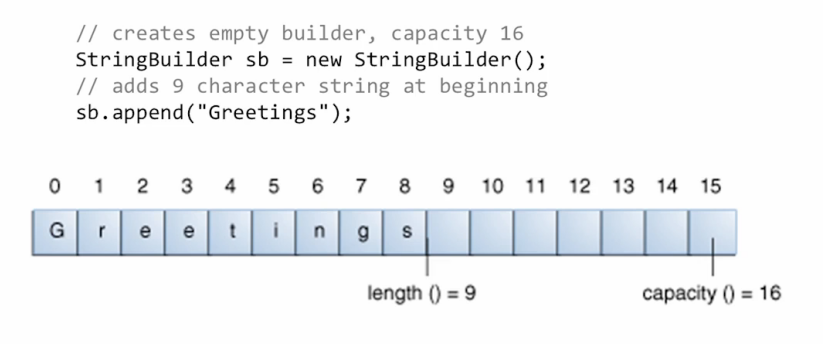 // creates empty builder, capacity 16
StringBuilder sb = new StringBuilder();
// adds 9 character string at beginning
sb.append("Greetings");
0 1 2 3 4 5 6 7 8 9 10 11 12 13 14 15
G r e e t i n g s
length () = 9 capacity () = 16